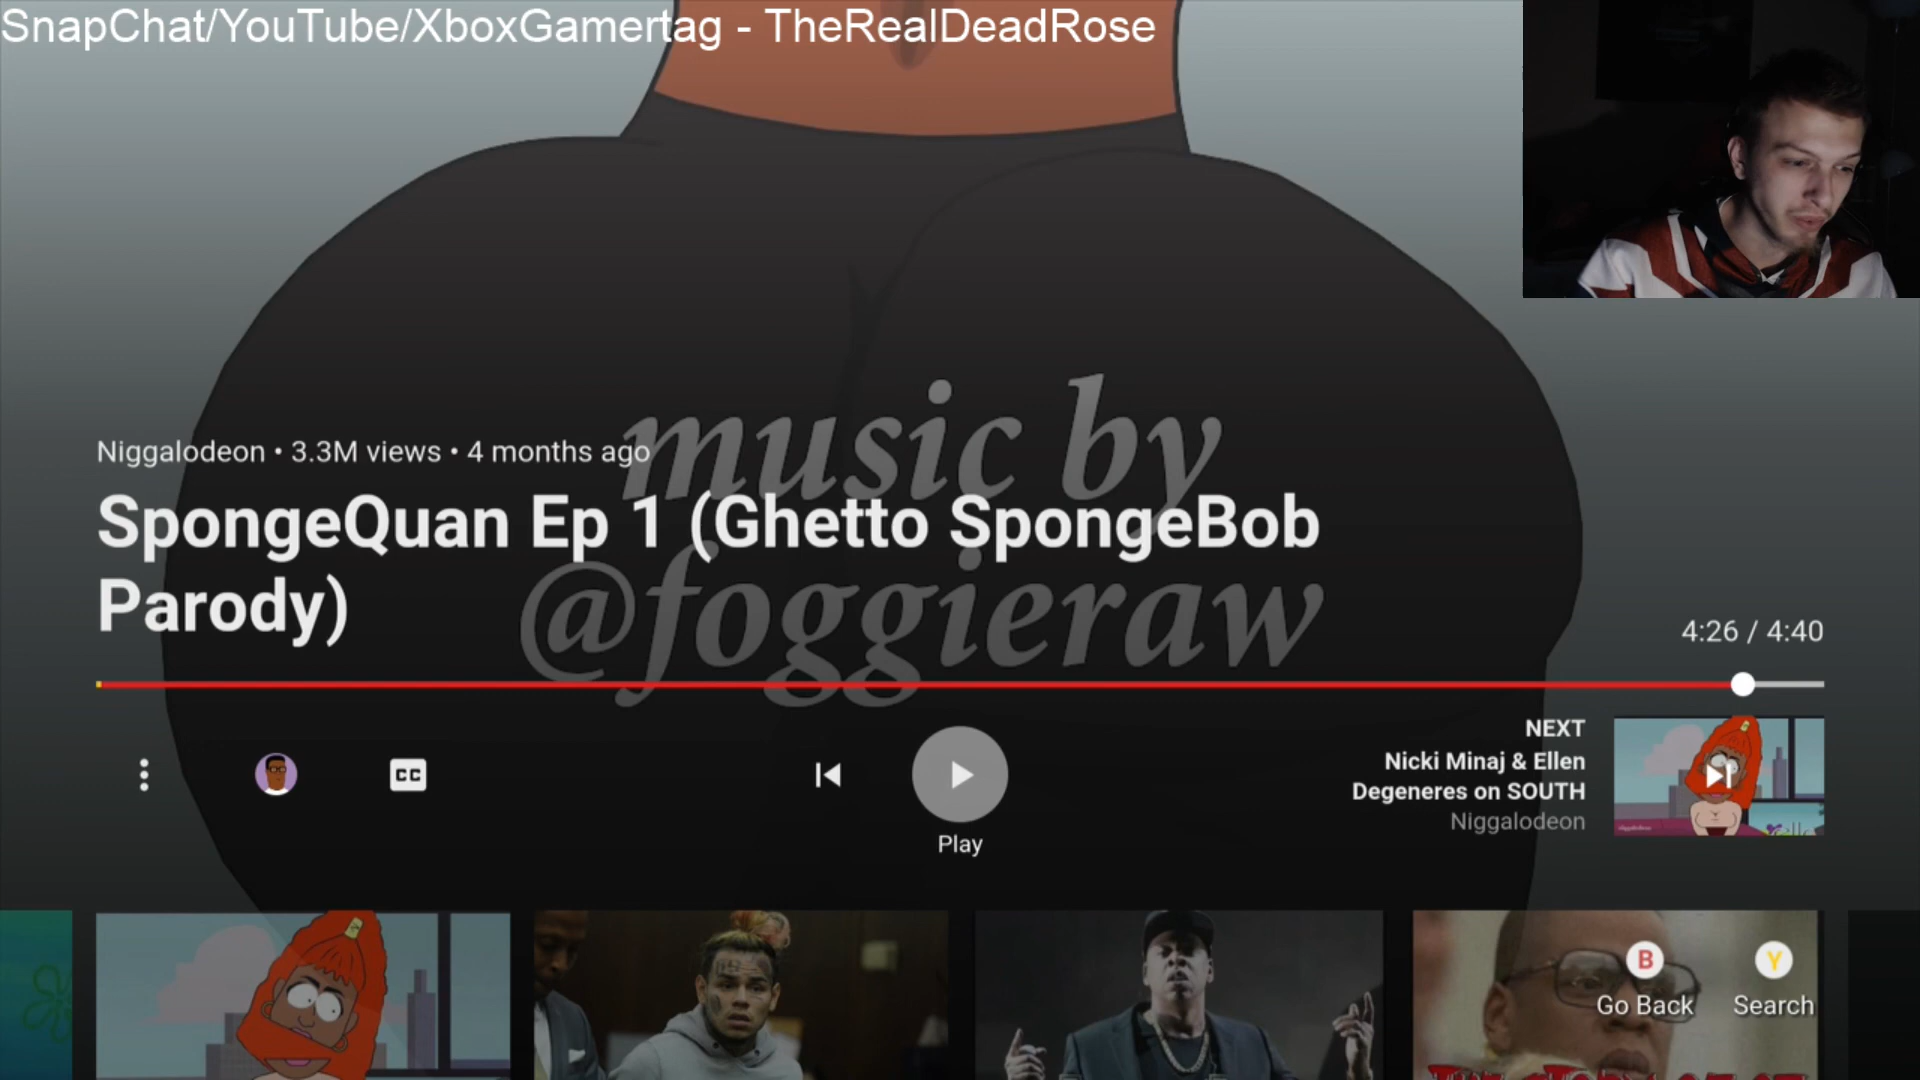 SnapChat/YouTube/XboxGamertag - TheRealDeadRose
music by
Niggalodeon • 3.3M views • 4 months ago
SpongeQuan Ep 1 (Ghetto SpongeBob
Parody)
@foggieraw
4:26 / 4:40
NEXT
Nicki Minaj & Ellen
Degeneres on SOUTH
Niggalodeon
CC
Play
B
Y
Go Back
Search